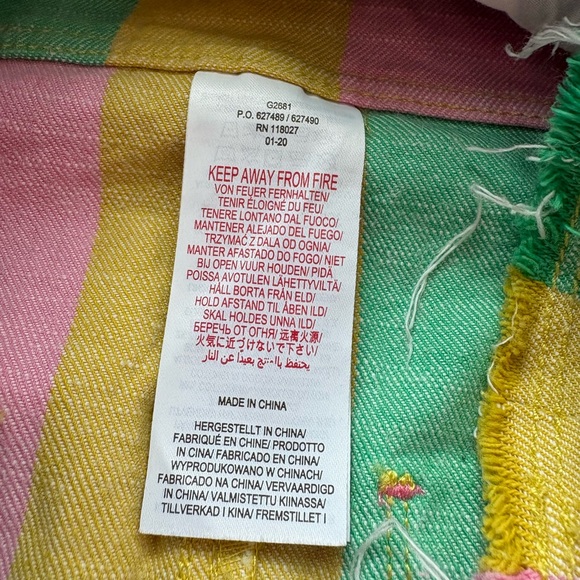 G2681
P.O. 627489 / 627490
RN 118027
01-20
KEEP AWAY FROM FIRE
VON FEUER FERNHALTEN/
TENIR ÉLOIGNÉ DU FEU/
TENERE LONTANO DAL FUOCO/
MANTENER ALEJADO DEL FUEGO/
TRZYMAĆ Z DALA OD OGNIA/
MANTER AFASTADO DO FOGO/ NIET
BIJ OPEN VUUR HOUDEN/ PIDÄ
POISSA AVOTULEN LÄHETTYVILTÄ/
HÅLL BORTA FRÅN ELD/
HOLD AFSTAND TIL ÅBEN ILD/
SKAL HOLDES UNNA ILD/
БЕРЕЧЬ ОТ ОГНЯ/ 远离火源/
火気に近づけないで下さい/
بعيدًا عن النار
MADE IN CHINA
HERGESTELLT IN CHINA/
FABRIQUÉ EN CHINE/ PRODOTTO
IN CINA/ FABRICADO EN CHINA/
WYPRODUKOWANO W CHINACH/
FABRICADO NA CHINA/ VERVAARDIGD
IN CHINA/ VALMISTETTU KIINASSA/
TILLVERKAD I KINA/ FREMSTILLET I